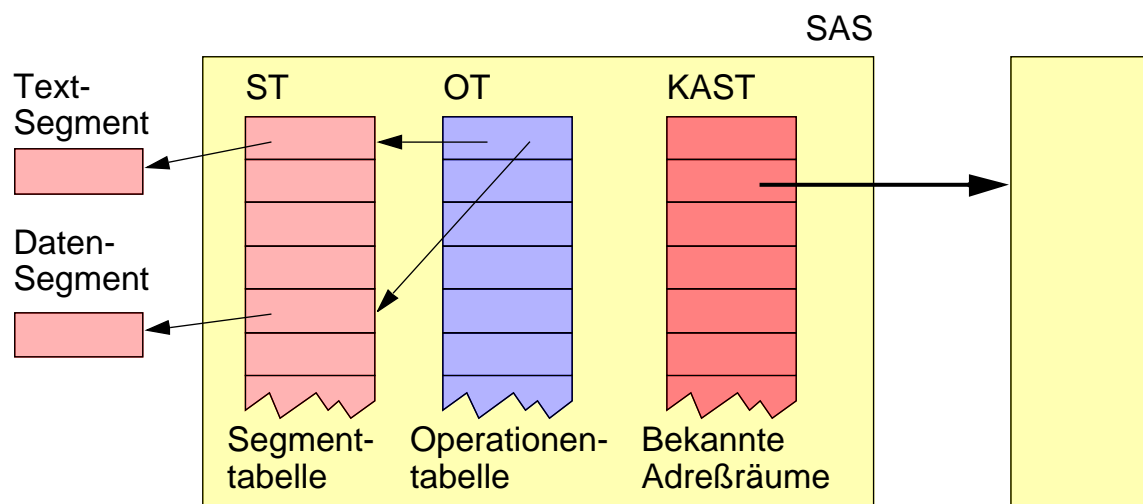 SAS
Text-
Segment
ST
OT
KAST
Daten-
Segment
Segment-
tabelle
Operationen-
tabelle
Bekannte
Adreßräume